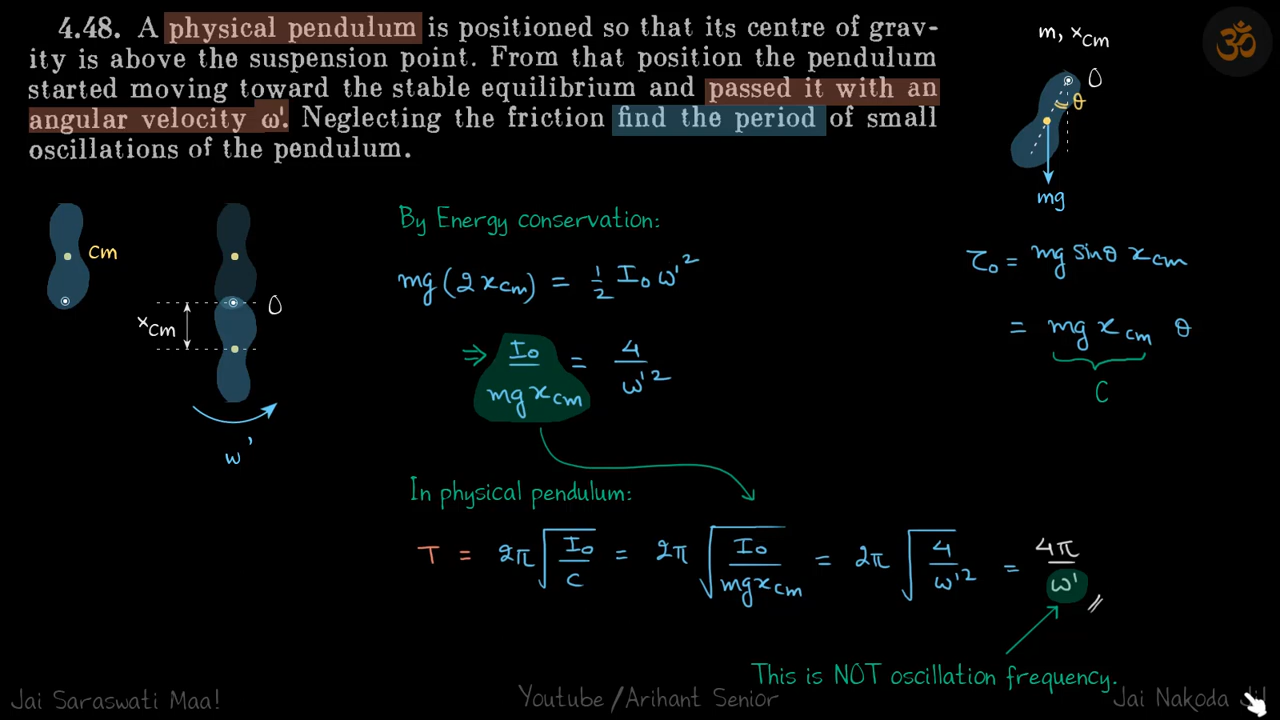 4.48. A physical pendulum is positioned so that its centre of grav-
ity is above the suspension point. From that position the pendulum
started moving toward the stable equilibrium and passed it with an
angular velocity ω'. Neglecting the friction find the period of small
oscillations of the pendulum.
m, xcm
ॐ
O
θ
mg
cm
xcm
O
ω'
By Energy conservation:
mg (2xcm) = 1/2 I₀ ω'²
⇒ I₀/mg xcm = 4/ω'²
τ₀ = mg sinθ xcm
= mg xcm θ
C
In physical pendulum:
T = 2π √(I₀/C) = 2π √(I₀/mgxcm) = 2π √(4/ω'²) = 4π/ω' //
This is NOT oscillation frequency.
Jai Saraswati Maa!
Youtube /Arihant Senior
Jai Nakoda Ji!